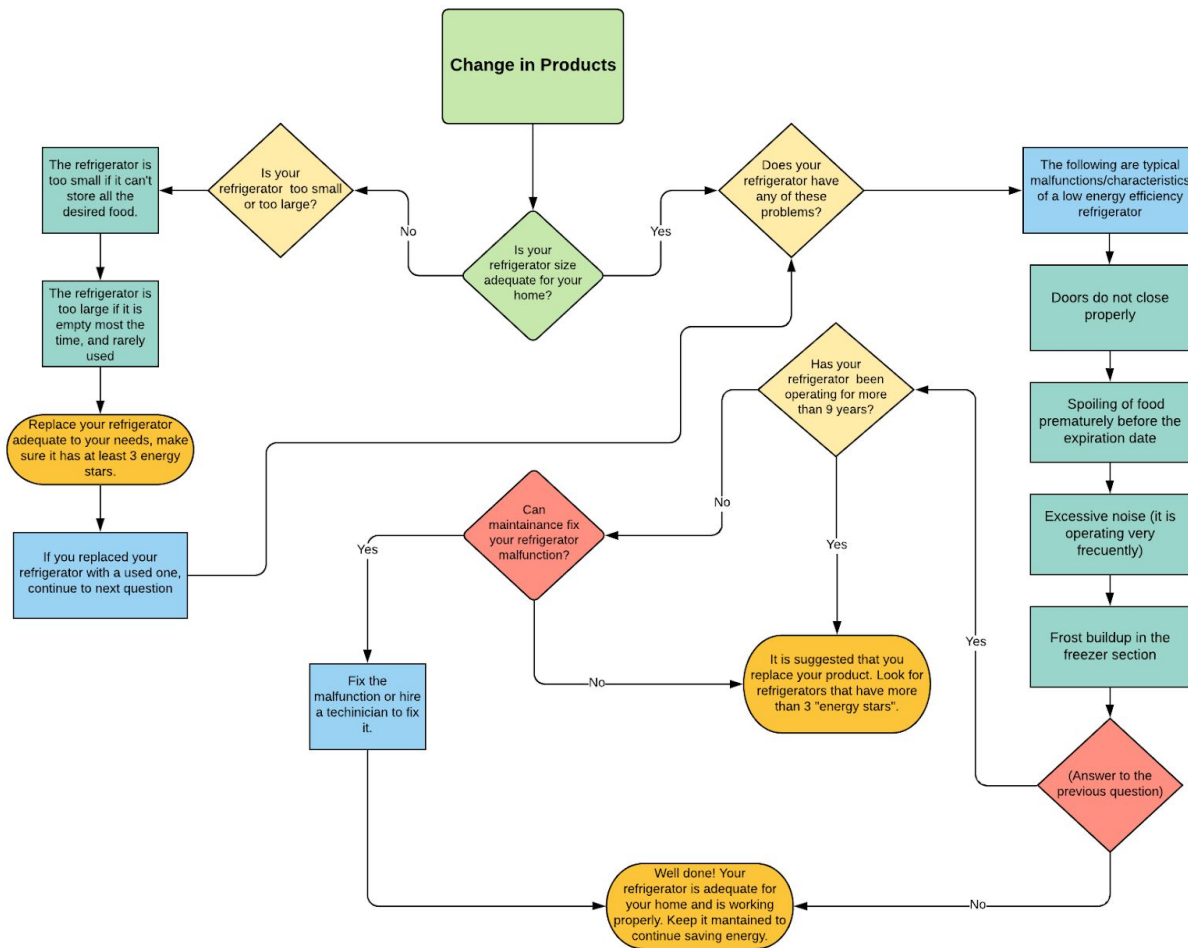 Change in Products
The refrigerator is
too small if it can't
store all the
desired food.
Is your
refrigerator too small
or too large?
Does your
refrigerator have
any of these
problems?
The following are typical
malfunctions/characteristics
of a low energy efficiency
refrigerator
No
Is your
refrigerator size
adequate for your
home?
Yes
The refrigerator is
too large if it is
empty most the
time, and rarely
used
Doors do not close
properly
Has your
refrigerator been
operating for more
than 9 years?
Spoiling of food
prematurely before the
expiration date
Replace your refrigerator
adequate to your needs, make
sure it has at least 3 energy
stars.
No
Can
maintainance fix
your refrigerator
malfunction?
Yes
Yes
Excessive noise (it is
operating very
frecuently)
If you replaced your
refrigerator with a used one,
continue to next question
Yes
Frost buildup in the
freezer section
No
It is suggested that you
replace your product. Look for
refrigerators that have more
than 3 "energy stars".
Fix the
malfunction or hire
a techinician to fix
it.
(Answer to the
previous question)
Well done! Your
refrigerator is adequate for
your home and is working
properly. Keep it mantained to
continue saving energy.
No